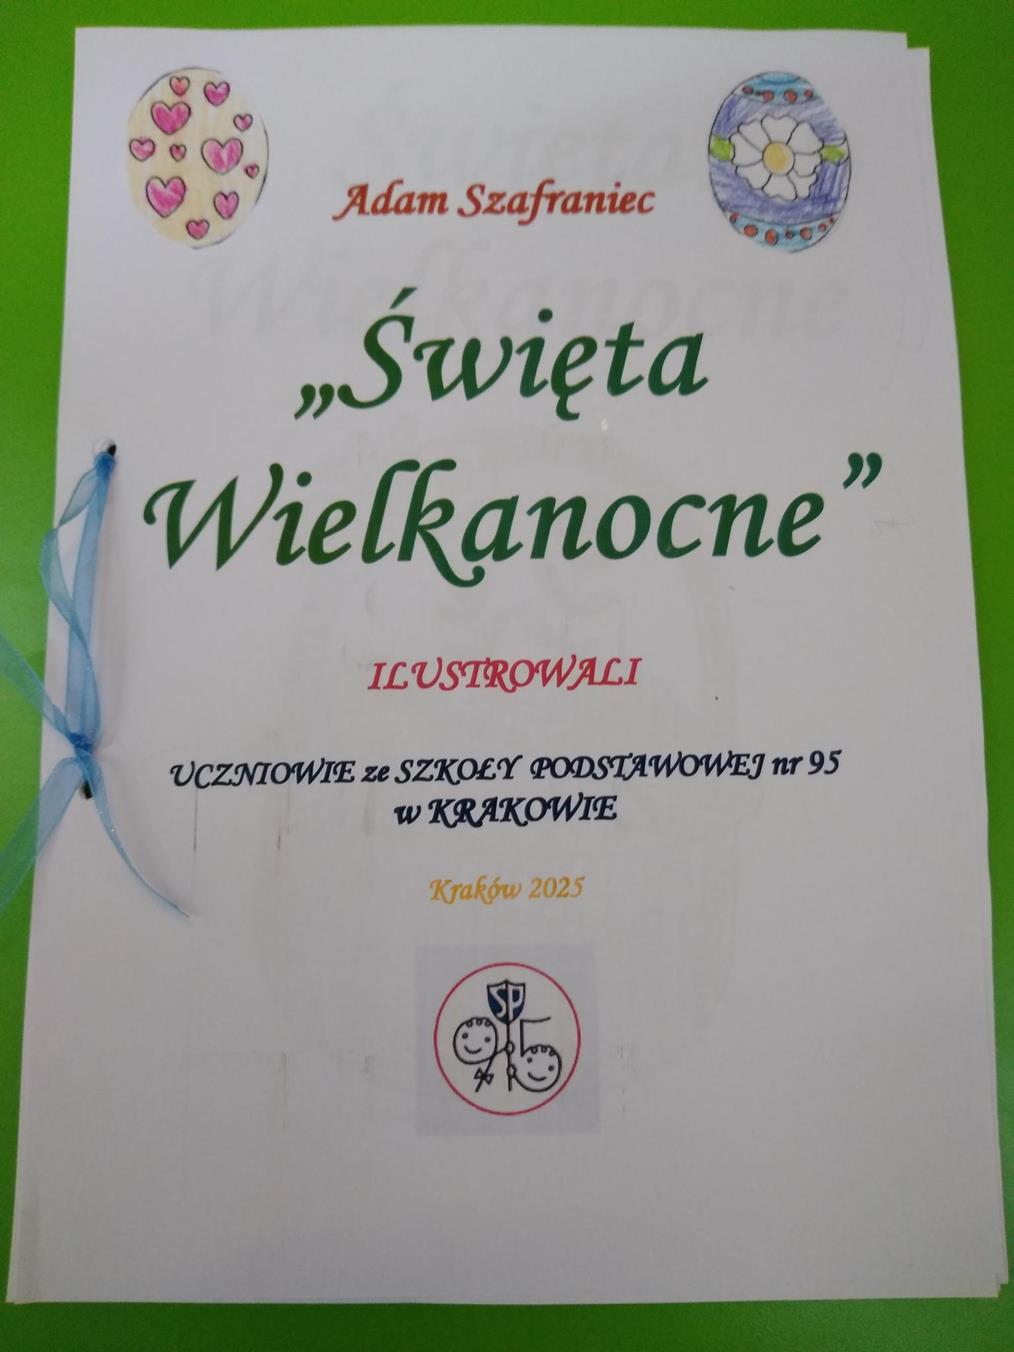 Adam Szafraniec
„Święta
Wielkanocne”
ILUSTROWALI
UCZNIOWIE ze SZKOŁY PODSTAWOWEJ nr 95
w KRAKOWIE
Kraków 2025
SP
95